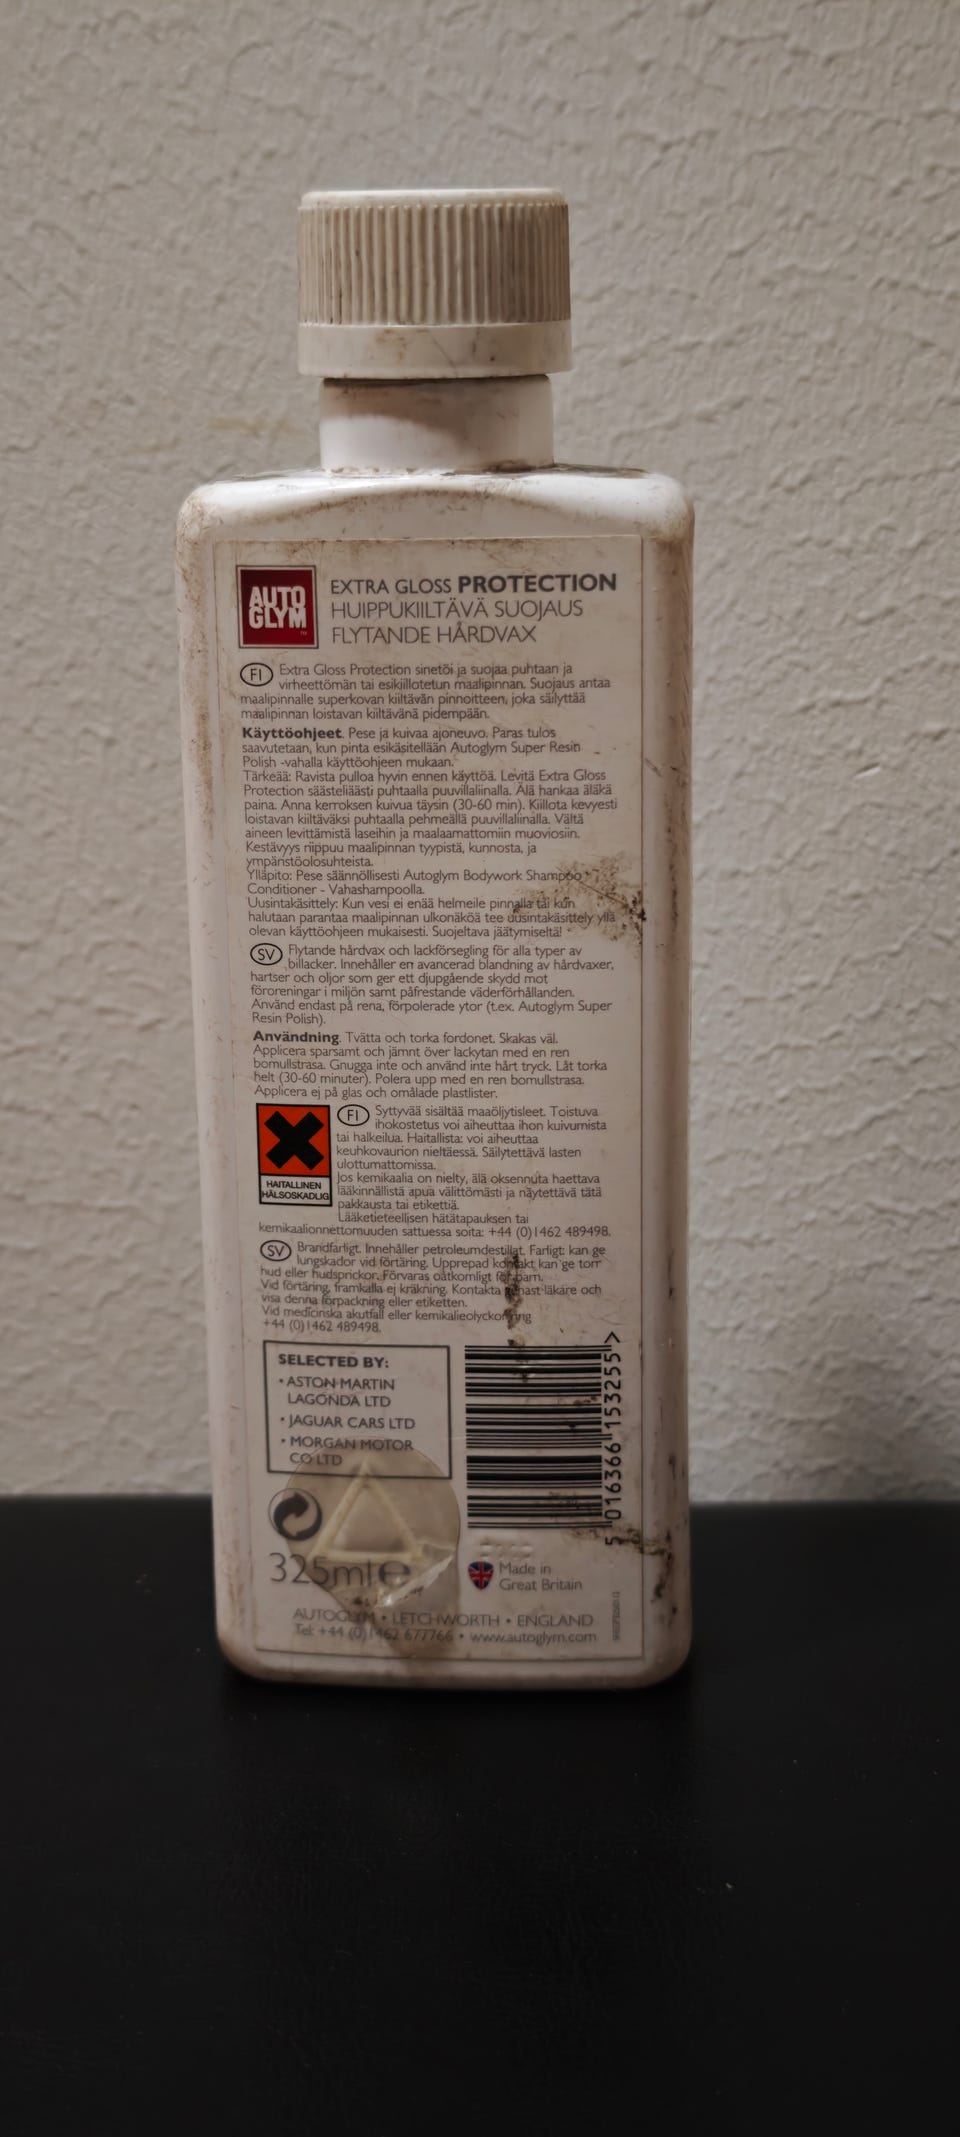 AUTO
GLYM
TM
EXTRA GLOSS PROTECTION
HUIPPUKIILTÄVÄ SUOJAUS
FLYTANDE HÅRDVAX
FI Extra Gloss Protection sinetöi ja suojaa puhtaan ja
virheettömän tai esikiillotetun maalipinnan. Suojaus antaa
maalipinnalle superkovan kiiltävän pinnoitteen, joka säilyttää
maalipinnan loistavan kiiltävänä pidempään.
Käyttöohjeet. Pese ja kuivaa ajoneuvo. Paras tulos
saavutetaan, kun pinta esikäsitellään Autoglym Super Resin
Polish -vahalla käyttöohjeen mukaan.
Tärkeää: Ravista pulloa hyvin ennen käyttöä. Levitä Extra Gloss
Protection säästeliäästi puhtaalla puuvillaliinalla. Älä hankaa äläkä
paina. Anna kerroksen kuivua täysin (30-60 min). Kiillota kevyesti
loistavan kiiltäväksi puhtaalla pehmeällä puuvillaliinalla. Vältä
aineen levittämistä laseihin ja maalaamattomiin muoviosiin.
Kestävyys riippuu maalipinnan tyypistä, kunnosta, ja
ympäristöolosuhteista.
Ylläpito: Pese säännöllisesti Autoglym Bodywork Shampoo
Conditioner - Vahashampoolla.
Uusintakäsittely: Kun vesi ei enää helmeile pinnalla tai kun
halutaan parantaa maalipinnan ulkonäköä tee uusintakäsittely yllä
olevan käyttöohjeen mukaisesti. Suojeltava jäätymiseltä!
SV Flytande hårdvax och lackförsegling för alla typer av
billacker. Innehåller en avancerad blandning av hårdvaxer,
hartser och oljor som ger ett djupgående skydd mot
föroreningar i miljön samt påfrestande väderförhållanden.
Använd endast på rena, förpolerade ytor (t.ex. Autoglym Super
Resin Polish).
Användning. Tvätta och torka fordonet. Skakas väl.
Applicera sparsamt och jämnt över lackytan med en ren
bomullstrasa. Gnugga inte och använd inte hårt tryck. Låt torka
helt (30-60 minuter). Polera upp med en ren bomullstrasa.
Applicera ej på glas och omålade plastlister.
HAITALLINEN
HÄLSOSKADLIG
FI Syttyvää sisältää maaöljytisleet. Toistuva
ihokostetus voi aiheuttaa ihon kuivumista
tai halkeilua. Haitallista: voi aiheuttaa
keuhkovaurion nieltäessä. Säilytettävä lasten
ulottumattomissa.
Jos kemikaalia on nielty, älä oksennuta haettava
lääkinnällistä apua välittömästi ja näytettävä tätä
pakkausta tai etikettiä.
Lääketieteellisen hätätapauksen tai
kemikaalionnettomuuden sattuessa soita: +44 (0)1462 489498.
SV Brandfarligt. Innehåller petroleumdestillat. Farligt: kan ge
lungskador vid förtäring. Upprepad kontakt kan ge torr
hud eller hudsprickor. Förvaras oåtkomligt för barn.
Vid förtäring, framkalla ej kräkning. Kontakta genast läkare och
visa denna förpackning eller etiketten.
Vid medicinska akutfall eller kemikalieolycko ring
+44 (0)1462 489498.
SELECTED BY:
• ASTON MARTIN
LAGONDA LTD
• JAGUAR CARS LTD
• MORGAN MOTOR
CO LTD
5 016366 153255 >
325ml e
Made in
Great Britain
AUTOGLYM • LETCHWORTH • ENGLAND
Tel: +44 (0)1462 677766 • www.autoglym.com